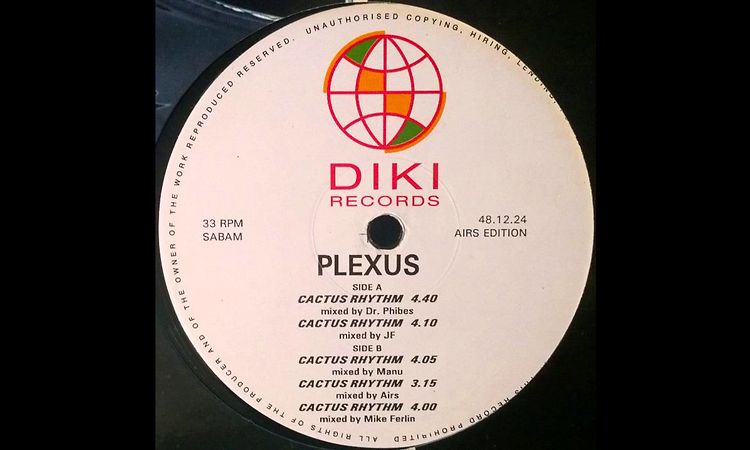 ALL RIGHTS OF THE PRODUCER AND OF THE OWNER OF THE WORK REPRODUCED RESERVED. UNAUTHORISED COPYING, HIRING, LENDING,
DIKI
RECORDS
33 RPM
SABAM
48.12.24
AIRS EDITION
PLEXUS
SIDE A
CACTUS RHYTHM 4.40
mixed by Dr. Phibes
CACTUS RHYTHM 4.10
mixed by JF
SIDE B
CACTUS RHYTHM 4.05
mixed by Manu
CACTUS RHYTHM 3.15
mixed by Airs
CACTUS RHYTHM 4.00
mixed by Mike Ferlin
RECORD PROHIBITED